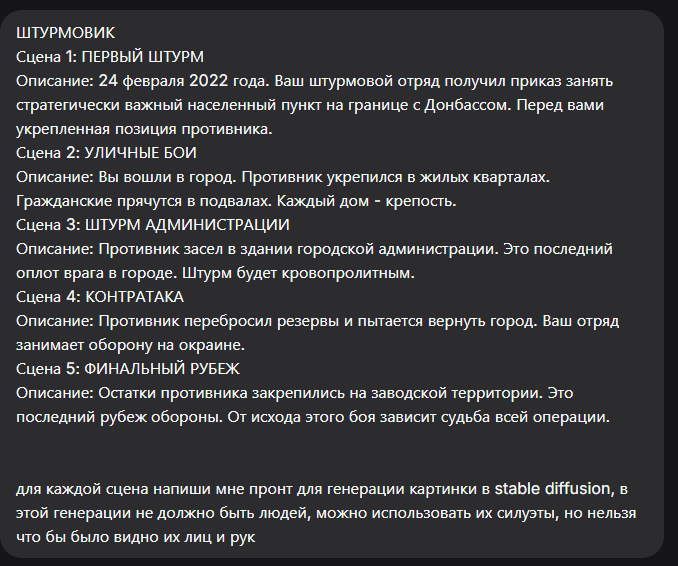 ШТУРМОВИК
Сцена 1: ПЕРВЫЙ ШТУРМ
Описание: 24 февраля 2022 года. Ваш штурмовой отряд получил приказ занять
стратегически важный населенный пункт на границе с Донбассом. Перед вами
укрепленная позиция противника.
Сцена 2: УЛИЧНЫЕ БОИ
Описание: Вы вошли в город. Противник укрепился в жилых кварталах.
Гражданские прячутся в подвалах. Каждый дом - крепость.
Сцена 3: ШТУРМ АДМИНИСТРАЦИИ
Описание: Противник засел в здании городской администрации. Это последний
оплот врага в городе. Штурм будет кровопролитным.
Сцена 4: КОНТРАТАКА
Описание: Противник перебросил резервы и пытается вернуть город. Ваш отряд
занимает оборону на окраине.
Сцена 5: ФИНАЛЬНЫЙ РУБЕЖ
Описание: Остатки противника закрепились на заводской территории. Это
последний рубеж обороны. От исхода этого боя зависит судьба всей операции.
для каждой сцена напиши мне пронт для генерации картинки в stable diffusion, в
этой генерации не должно быть людей, можно использовать их силуэты, но нельзя
что бы было видно их лиц и рук